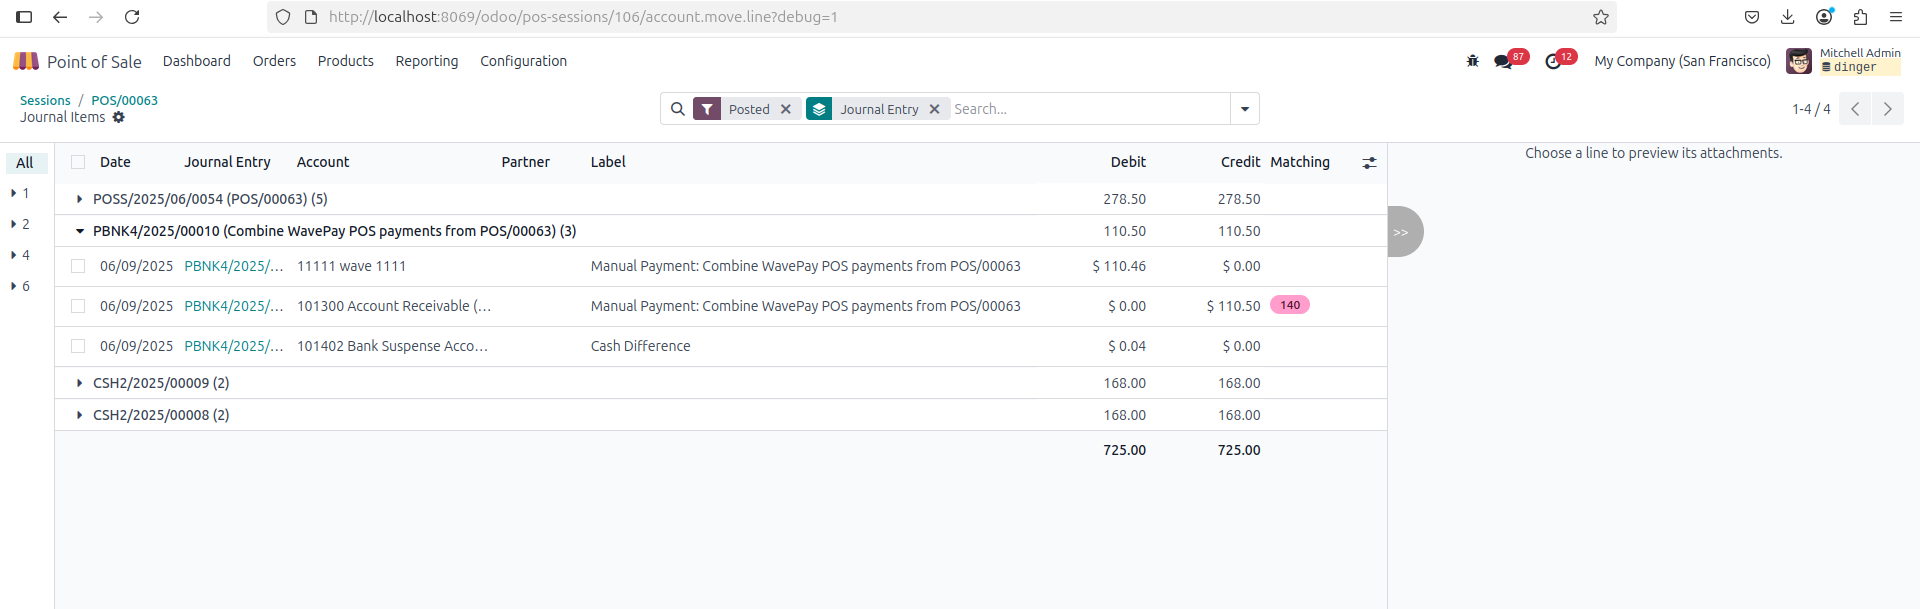 http://localhost:8069/odoo/pos-sessions/106/account.move.line?debug=1
Point of Sale Dashboard Orders Products Reporting Configuration 87 12 My Company (San Francisco) Mitchell Admin
dinger
Sessions / POS/00063
Journal Items
Posted Journal Entry Search...
1-4 / 4
All
1
2
4
6
Date Journal Entry Account Partner Label Debit Credit Matching
POSS/2025/06/0054 (POS/00063) (5) 278.50 278.50
PBNK4/2025/00010 (Combine WavePay POS payments from POS/00063) (3) 110.50 110.50
06/09/2025 PBNK4/2025/... 11111 wave 1111 Manual Payment: Combine WavePay POS payments from POS/00063 $ 110.46 $ 0.00
06/09/2025 PBNK4/2025/... 101300 Account Receivable (... Manual Payment: Combine WavePay POS payments from POS/00063 $ 0.00 $ 110.50 140
06/09/2025 PBNK4/2025/... 101402 Bank Suspense Acco... Cash Difference $ 0.04 $ 0.00
CSH2/2025/00009 (2) 168.00 168.00
CSH2/2025/00008 (2) 168.00 168.00
725.00 725.00
Choose a line to preview its attachments.
>>